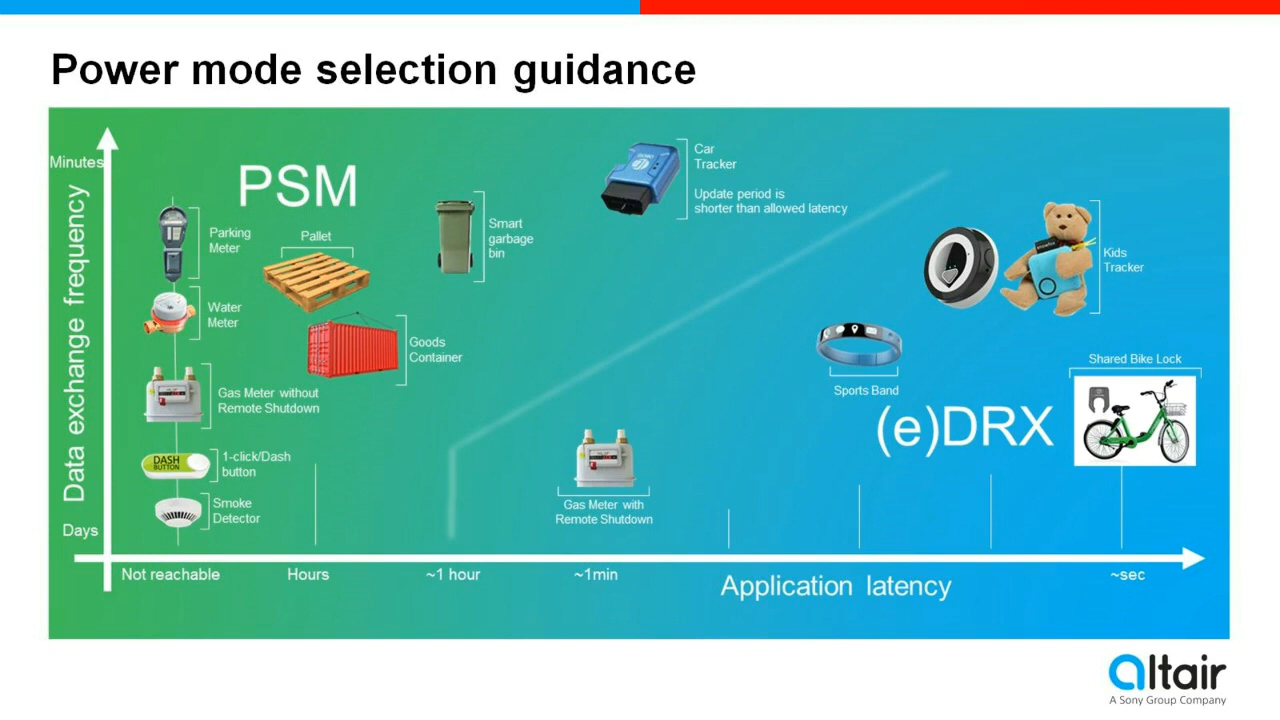 Power mode selection guidance
Minutes
Data exchange frequency
Days
PSM
Parking
Meter
Pallet
Smart
garbage
bin
Car
Tracker
Update period is
shorter than allowed latency
Kids
Tracker
Water
Meter
Goods
Container
Gas Meter without
Remote Shutdown
Sports Band
Shared Bike Lock
(e)DRX
DASH
BUTTON
1-click/Dash
button
Smoke
Detector
Gas Meter with
Remote Shutdown
Not reachable
Hours
~1 hour
~1min
~sec
Application latency
altair
A Sony Group Company